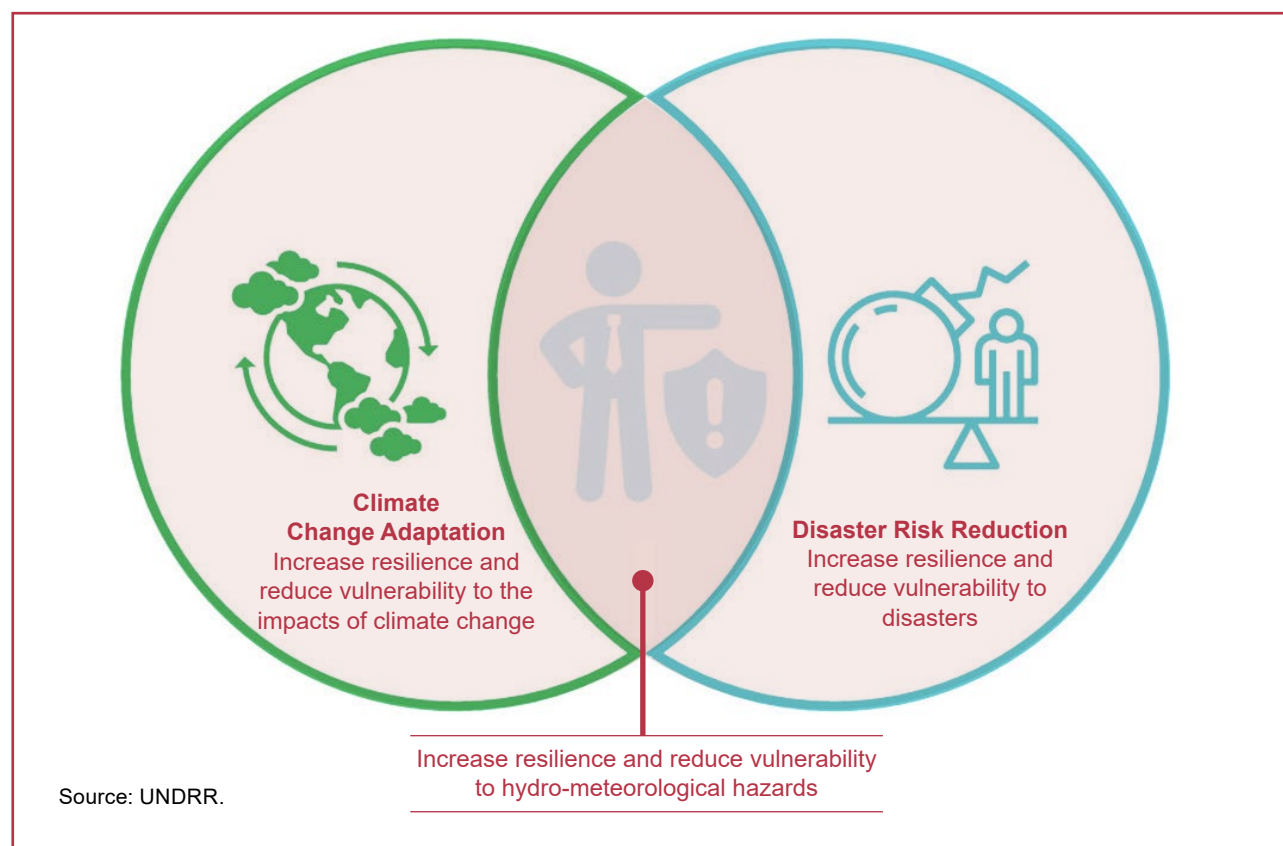 Climate
Change Adaptation
Increase resilience and
reduce vulnerability to the
impacts of climate change
Disaster Risk Reduction
Increase resilience and
reduce vulnerability to
disasters
Increase resilience and reduce vulnerability
to hydro-meteorological hazards
Source: UNDRR.